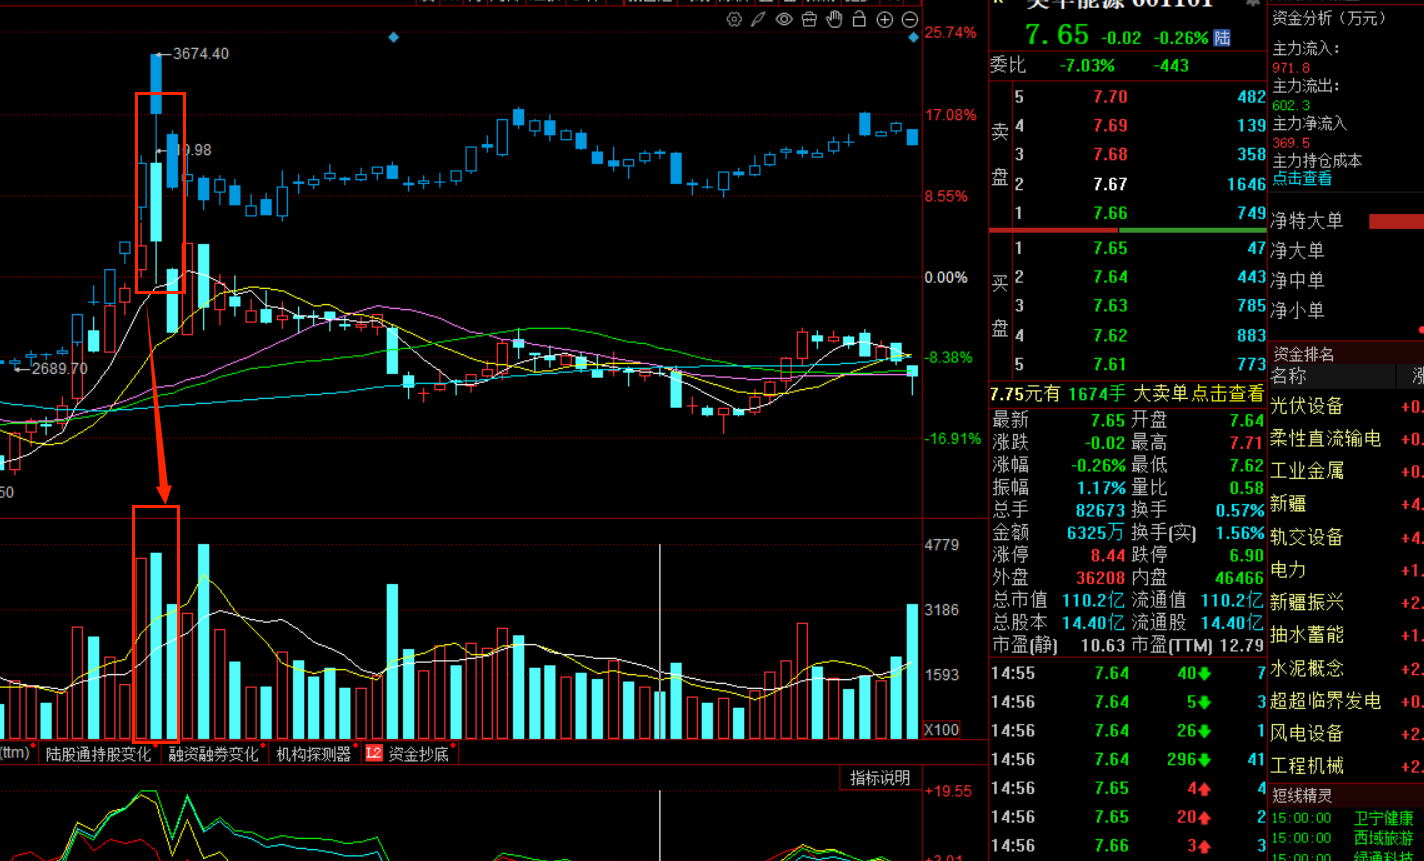 601101
3674.40
10.98
2689.70
50
25.74%
17.08%
8.55%
0.00%
-8.38%
-16.91%
4779
3186
1593
X100
(ttm) 陆股通持股变化 融资融券变化 机构探测器 L2 资金抄底
指标说明
+19.55
7.65 -0.02 -0.26% 陆
委比 -7.03% -443
卖盘
5 7.70 482
4 7.69 139
3 7.68 358
2 7.67 1646
1 7.66 749
买盘
1 7.65 47
2 7.64 443
3 7.63 785
4 7.62 883
5 7.61 773
7.75元有 1674手 大卖单点击查看
最新 7.65 开盘 7.64
涨跌 -0.02 最高 7.71
涨幅 -0.26% 最低 7.62
振幅 1.17% 量比 0.58
总手 82673 换手 0.57%
金额 6325万 换手(实) 1.56%
涨停 8.44 跌停 6.90
外盘 36208 内盘 46466
总市值 110.2亿 流通值 110.2亿
总股本 14.40亿 流通股 14.40亿
市盈(静) 10.63 市盈(TTM) 12.79
14:55 7.64 40 7
14:56 7.64 5 3
14:56 7.64 26 1
14:56 7.64 296 41
14:56 7.65 4 4
14:56 7.65 20 2
14:56 7.66 3 3
资金分析（万元）
主力流入:
971.8
主力流出:
602.3
主力净流入
369.5
主力持仓成本
点击查看
净特大单
净大单
净中单
净小单
资金排名
名称 涨
光伏设备 +0.
柔性直流输电 +0.
工业金属 +0.
新疆 +4.
轨交设备 +4.
电力 +1.
新疆振兴 +2.
抽水蓄能 +1.
水泥概念 +2.
超超临界发电 +0.
风电设备 +2.
工程机械 +2.
短线精灵
15:00:00 卫宁健康
15:00:00 西域旅游
15:00:00